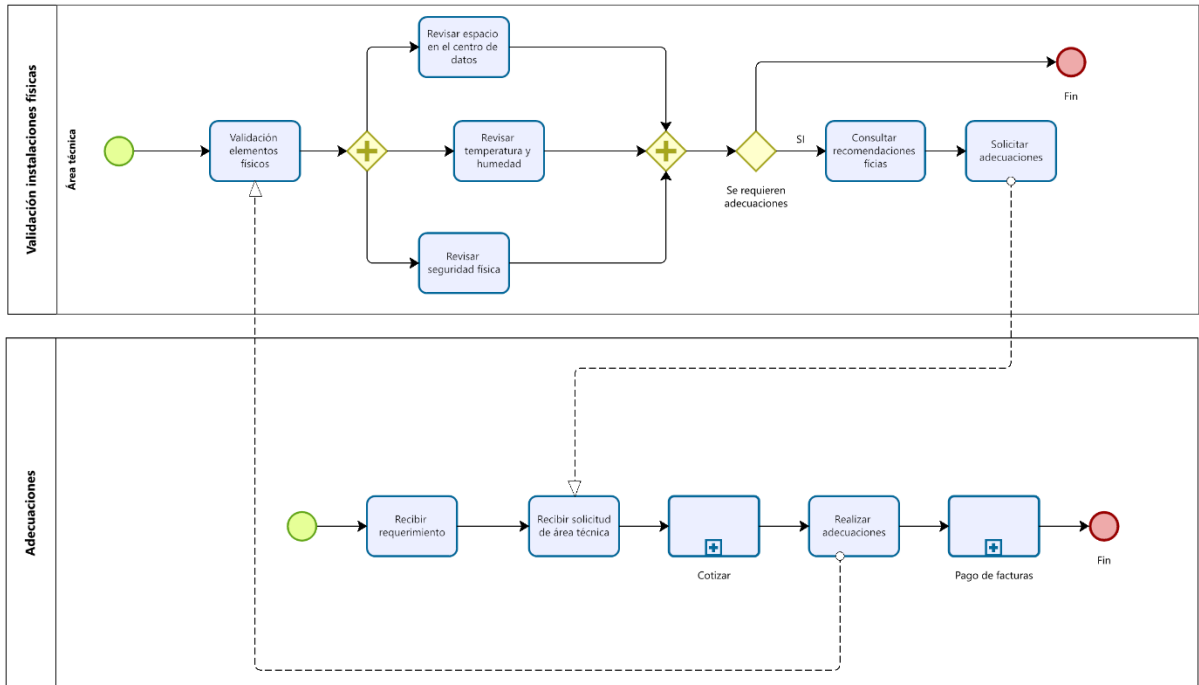 Validación instalaciones físicas
Área técnica
Validación
elementos
físicos
Revisar espacio
en el centro de
datos
Revisar
temperatura y
humedad
Revisar
seguridad física
Se requieren
adecuaciones
SI
Consultar
recomendaciones
ficias
Solicitar
adecuaciones
Fin
Adecuaciones
Recibir
requerimiento
Recibir solicitud
de área técnica
Cotizar
Realizar
adecuaciones
Pago de facturas
Fin